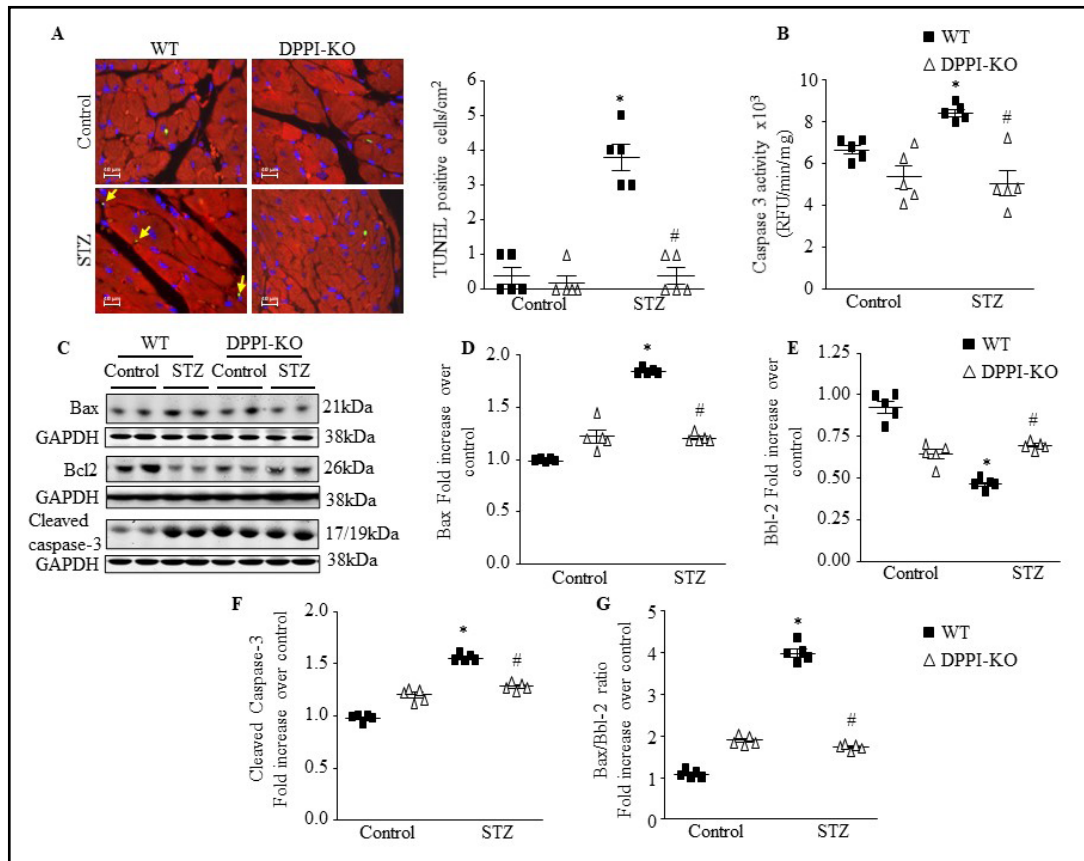 A
WT
DPPI-KO
Control
STZ
60 µm
TUNEL positive cells/cm²
6
5
4
3
2
1
0
*
#
Control
STZ
B
WT
DPPI-KO
Caspase 3 activity x10³
(RFU/min/mg)
10
8
6
4
2
0
*
#
Control
STZ
C
WT
DPPI-KO
Control STZ Control STZ
Bax
21kDa
GAPDH
38kDa
Bcl2
26kDa
GAPDH
38kDa
Cleaved
caspase-3
17/19kDa
GAPDH
38kDa
D
Bax Fold increase over
control
2.0
1.5
1.0
0.5
0.0
*
#
Control
STZ
E
WT
DPPI-KO
Bbl-2 Fold increase over
control
1.25
1.00
0.75
0.50
0.25
0.00
*
#
Control
STZ
F
Cleaved Caspase-3
Fold increase over control
2.0
1.5
1.0
0.5
0.0
*
#
Control
STZ
G
WT
DPPI-KO
Bax/Bbl-2 ratio
Fold increase over control
5
4
3
2
1
0
*
#
Control
STZ